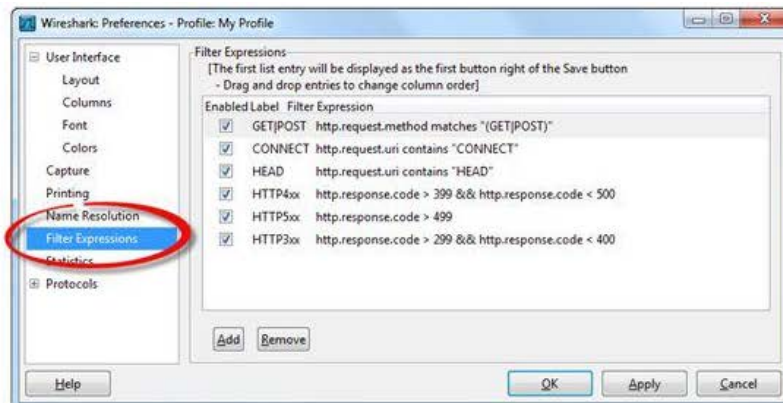 Wireshark: Preferences - Profile: My Profile
User Interface
Layout
Columns
Font
Colors
Capture
Printing
Name Resolution
Filter Expressions
Statistics
Protocols
Filter Expressions
[The first list entry will be displayed as the first button right of the Save button
- Drag and drop entries to change column order]
Enabled Label Filter Expression
GET|POST http.request.method matches "(GET|POST)"
CONNECT http.request.uri contains "CONNECT"
HEAD http.request.uri contains "HEAD"
HTTP4xx http.response.code > 399 && http.response.code < 500
HTTP5xx http.response.code > 499
HTTP3xx http.response.code > 299 && http.response.code < 400
Add Remove
Help OK Apply Cancel